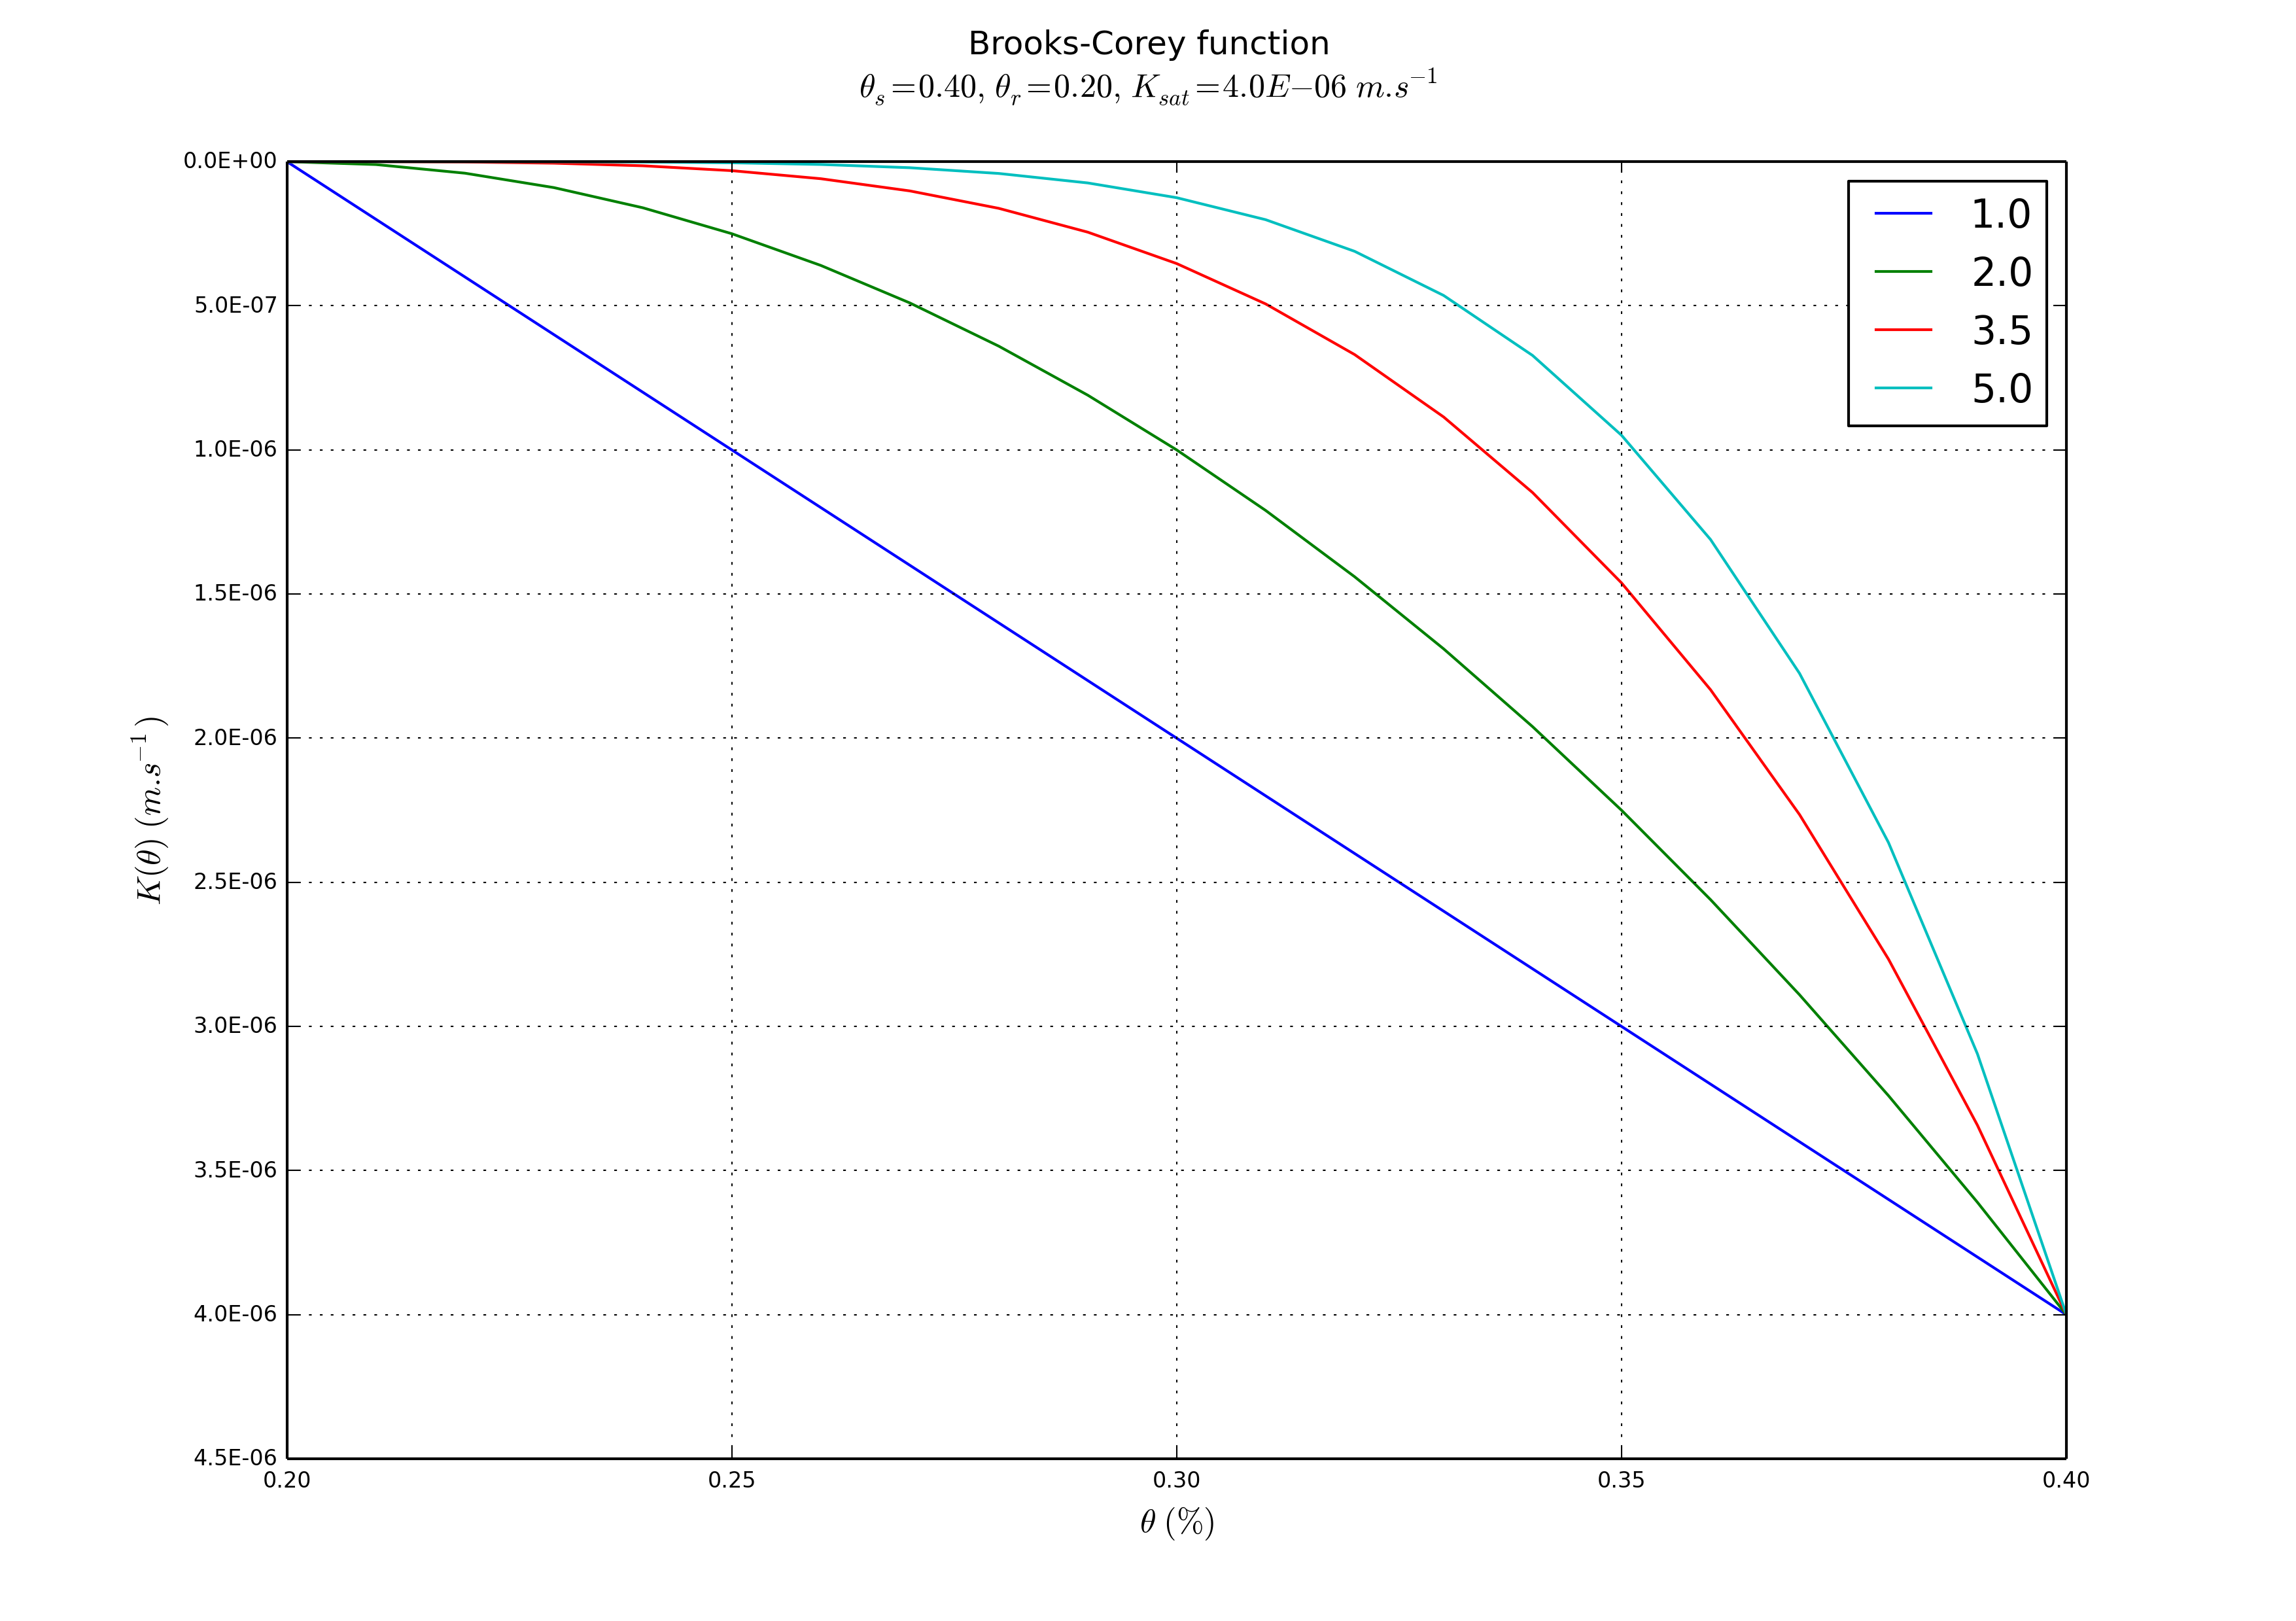 Brooks-Corey function
θs=0.40, θr=0.20, Ksat=4.0E−06 m.s⁻¹
0.0E+00
5.0E-07
1.0E-06
1.5E-06
2.0E-06
2.5E-06
3.0E-06
3.5E-06
4.0E-06
4.5E-06
K(θ) (m.s⁻¹)
1.0
2.0
3.5
5.0
0.20 0.25 0.30 0.35 0.40
θ (%)